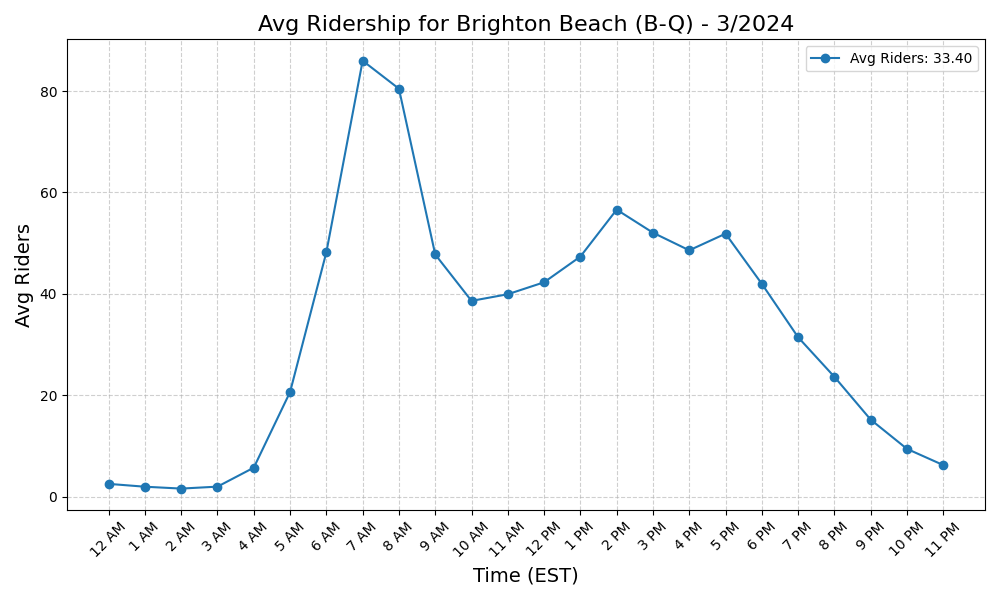 Avg Ridership for Brighton Beach (B-Q) - 3/2024
Avg Riders: 33.40
Avg Riders
80
60
40
20
0
12 AM
1 AM
2 AM
3 AM
4 AM
5 AM
6 AM
7 AM
8 AM
9 AM
10 AM
11 AM
12 PM
1 PM
2 PM
3 PM
4 PM
5 PM
6 PM
7 PM
8 PM
9 PM
10 PM
11 PM
Time (EST)